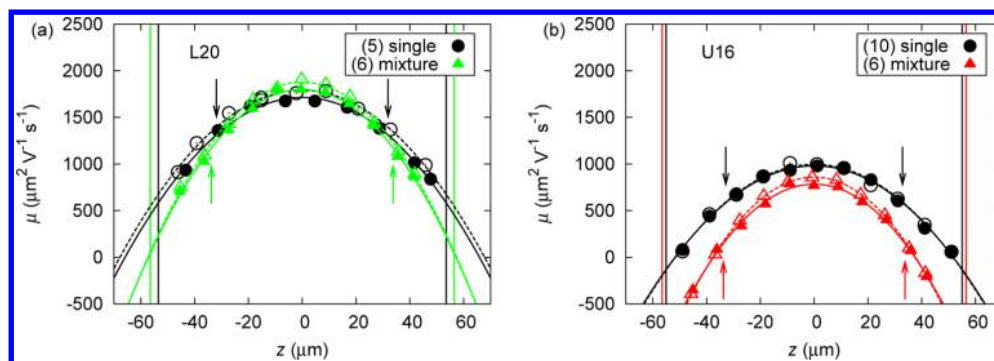 (a)
L20
(5) single
(6) mixture
2500
2000
1500
1000
500
0
-500
μ (μm² V⁻¹ s⁻¹)
-60 -40 -20 0 20 40 60
z (μm)
(b)
U16
(10) single
(6) mixture
2500
2000
1500
1000
500
0
-500
μ (μm² V⁻¹ s⁻¹)
-60 -40 -20 0 20 40 60
z (μm)